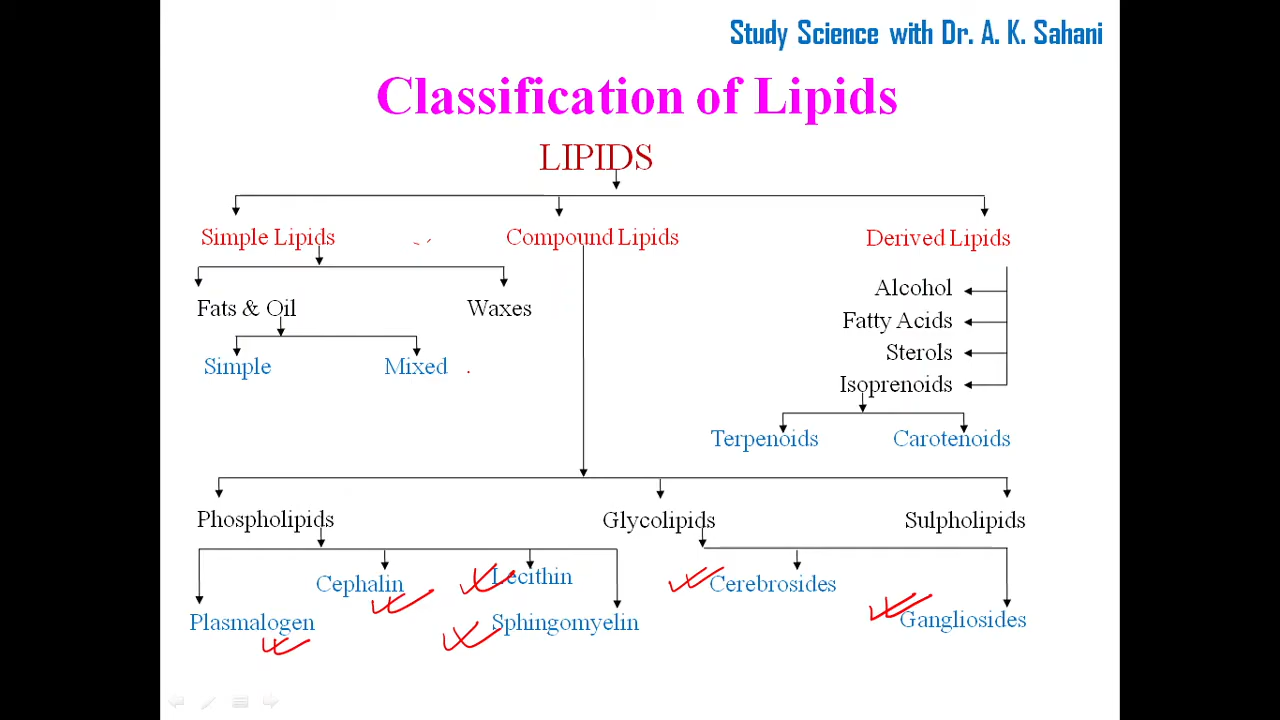 Study Science with Dr. A. K. Sahani
Classification of Lipids
LIPIDS
Simple Lipids
Compound Lipids
Derived Lipids
Fats & Oil
Waxes
Simple
Mixed
Alcohol
Fatty Acids
Sterols
Isoprenoids
Terpenoids
Carotenoids
Phospholipids
Glycolipids
Sulpholipids
Cephalin
Lecithin
Plasmalogen
Sphingomyelin
Cerebrosides
Gangliosides